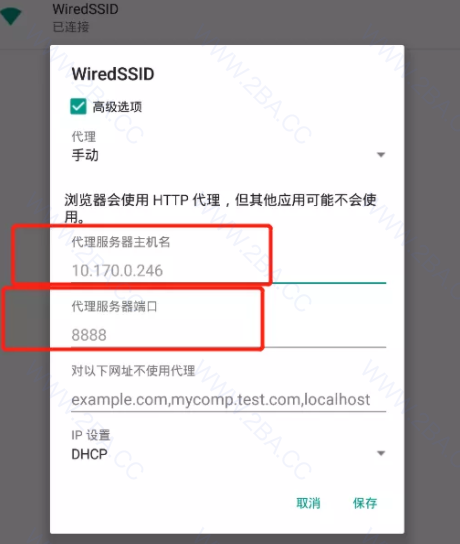 WiredSSID
已连接
WiredSSID
高级选项
代理
手动
浏览器会使用 HTTP 代理，但其他应用可能不会使
用。
代理服务器主机名
10.170.0.246
代理服务器端口
8888
对以下网址不使用代理
example.com,mycomp.test.com,localhost
IP 设置
DHCP
取消
保存
WWW.2BA.CC